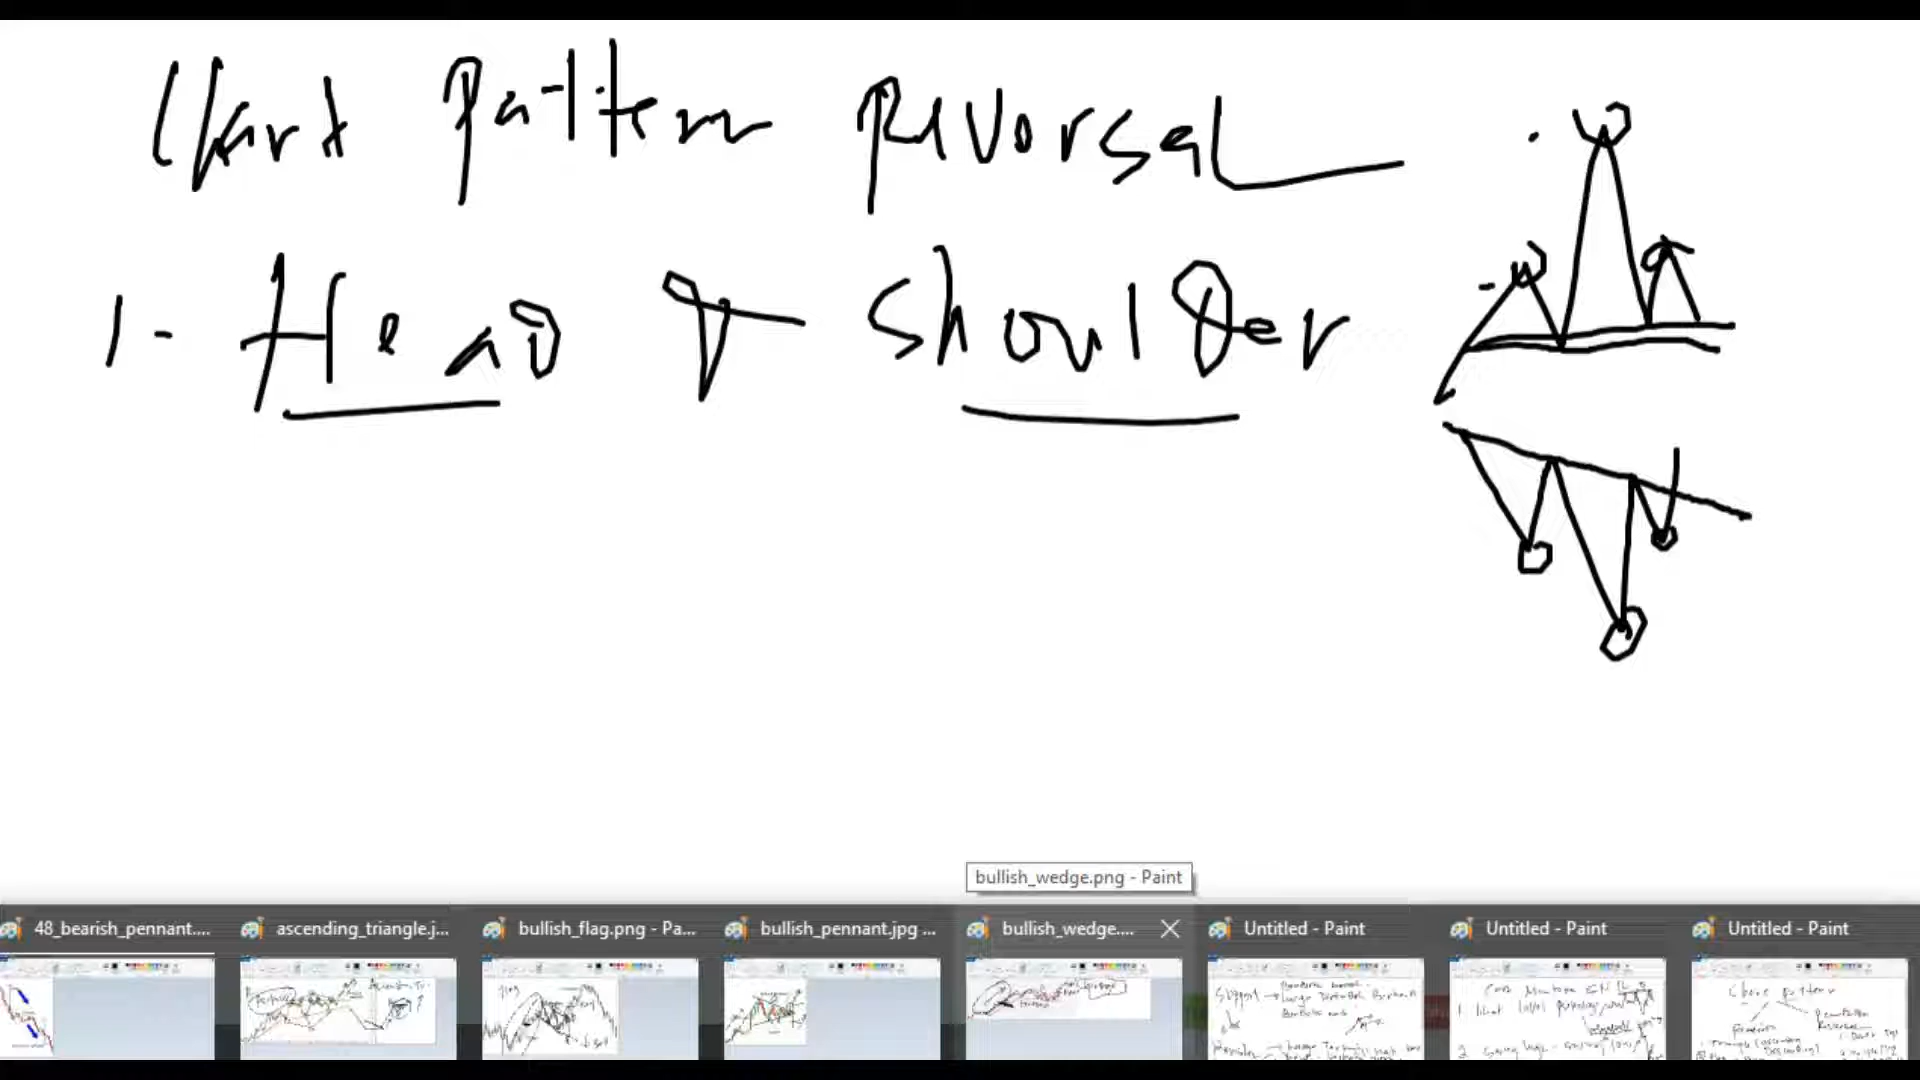 Chart Pattern Reversal
1- Head & Shoulder
bullish_wedge.png - Paint
48_bearish_pennant.... ascending_triangle.j... bullish_flag.png - Pa... bullish_pennant.jpg ... bullish_wedge.... Untitled - Paint Untitled - Paint Untitled - Paint